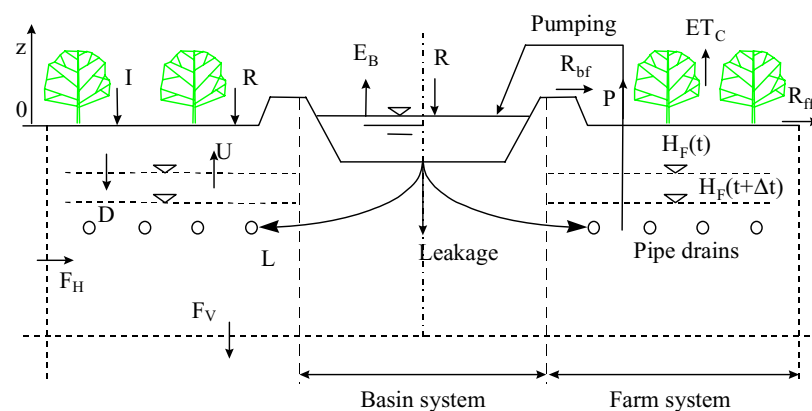 Pumping
z
E_B
ET_C
I
R
R
R_bf
P
0
R_ff
H_F(t)
U
H_F(t+Δt)
D
L
Leakage
Pipe drains
F_H
F_V
Basin system
Farm system